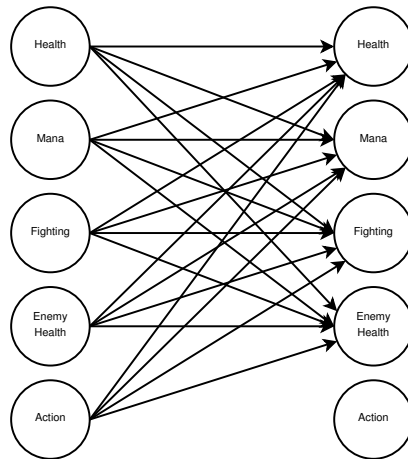 Health
Health
Mana
Mana
Fighting
Fighting
Enemy
Health
Enemy
Health
Action
Action